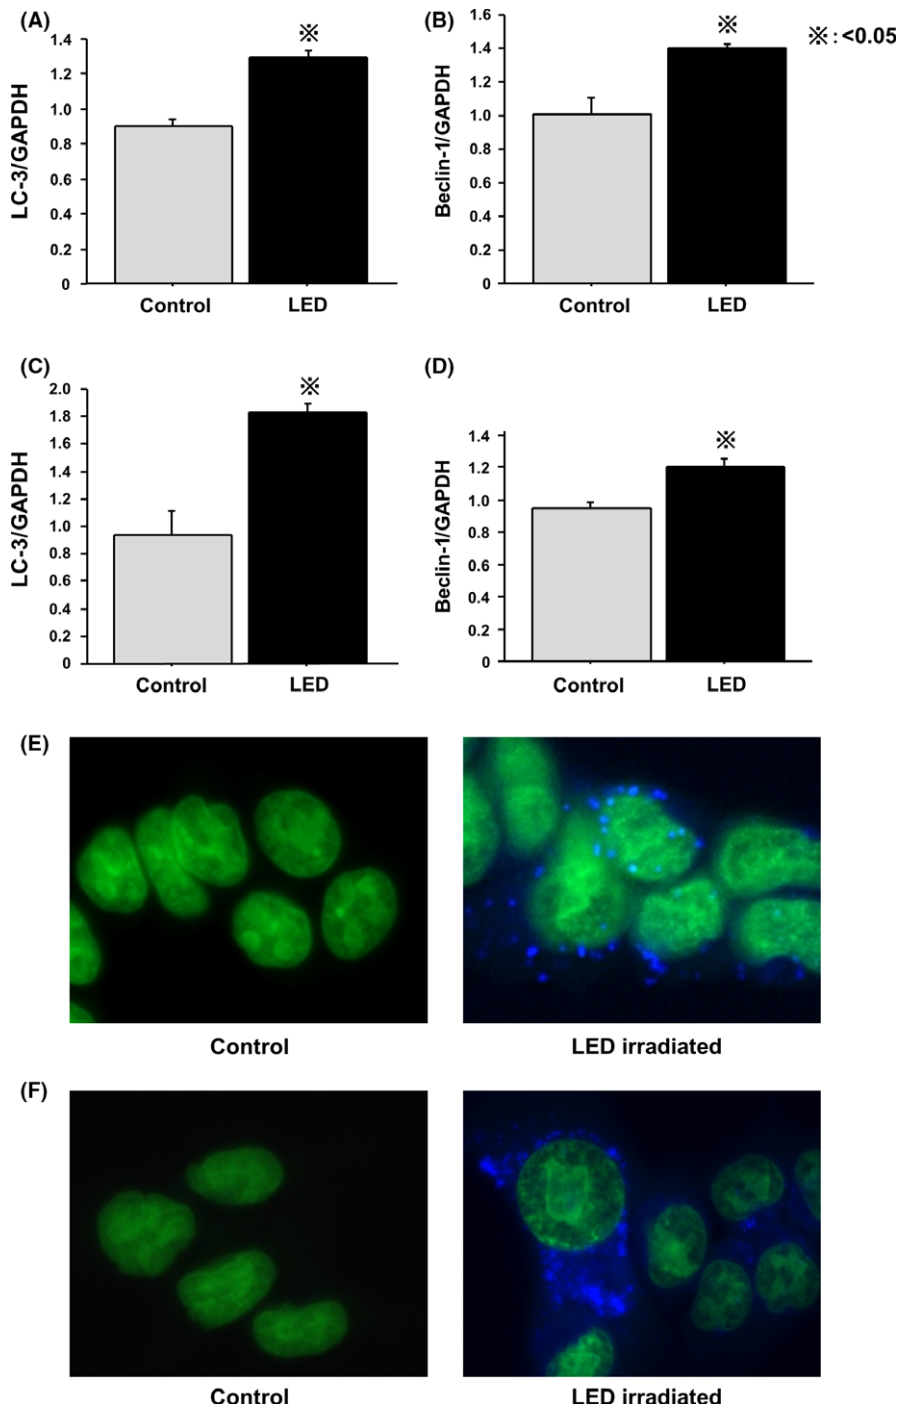 (A)
LC-3/GAPDH
1.4
1.2
1.0
0.8
0.6
0.4
0.2
0
※
Control LED
(B)
Beclin-1/GAPDH
1.6
1.4
1.2
1.0
0.8
0.6
0.4
0.2
0
※
Control LED
※:<0.05
(C)
LC-3/GAPDH
2.0
1.8
1.6
1.4
1.2
1.0
0.8
0.6
0.4
0.2
0
※
Control LED
(D)
Beclin-1/GAPDH
1.4
1.2
1.0
0.8
0.6
0.4
0.2
0
※
Control LED
(E)
Control LED irradiated
(F)
Control LED irradiated